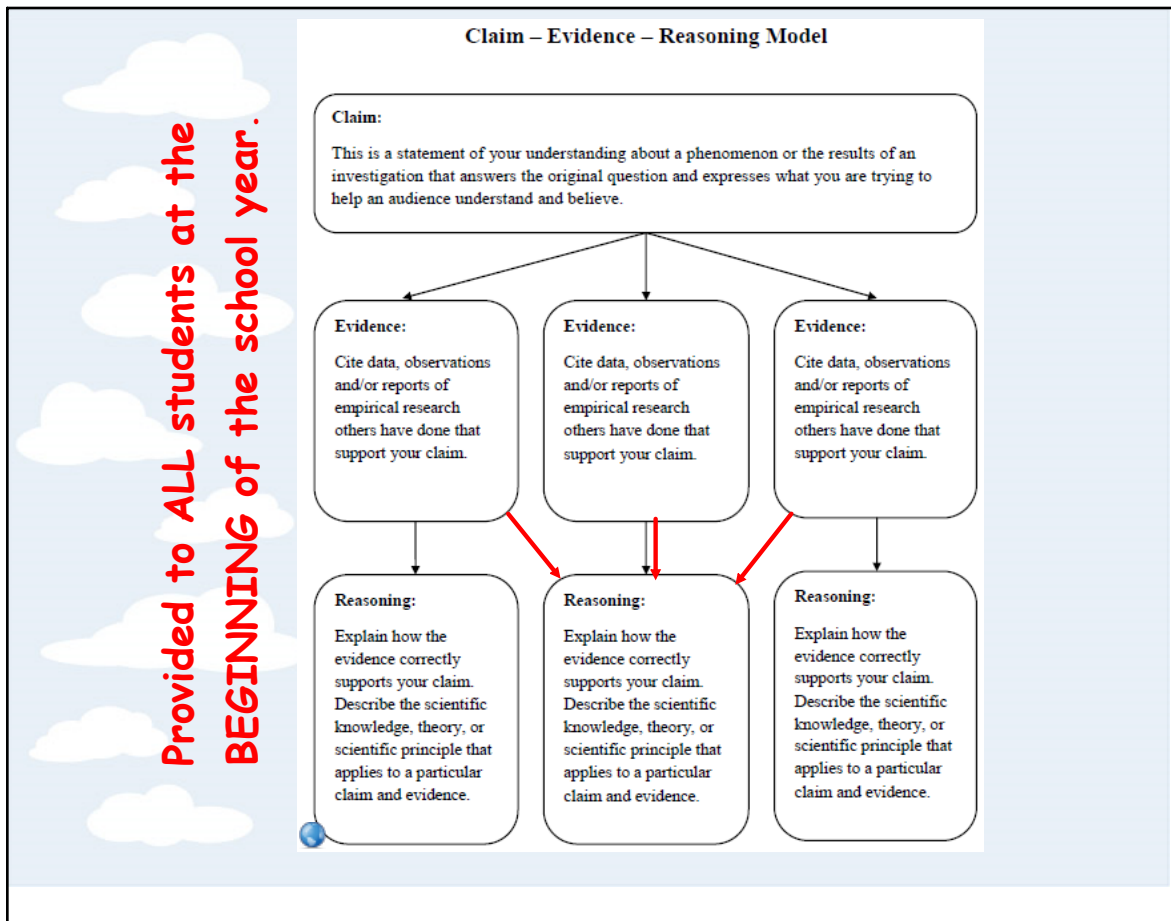 Provided to ALL students at the
BEGINNING of the school year.
Claim – Evidence – Reasoning Model
Claim:
This is a statement of your understanding about a phenomenon or the results of an
investigation that answers the original question and expresses what you are trying to
help an audience understand and believe.
Evidence:
Cite data, observations
and/or reports of
empirical research
others have done that
support your claim.
Evidence:
Cite data, observations
and/or reports of
empirical research
others have done that
support your claim.
Evidence:
Cite data, observations
and/or reports of
empirical research
others have done that
support your claim.
Reasoning:
Explain how the
evidence correctly
supports your claim.
Describe the scientific
knowledge, theory, or
scientific principle that
applies to a particular
claim and evidence.
Reasoning:
Explain how the
evidence correctly
supports your claim.
Describe the scientific
knowledge, theory, or
scientific principle that
applies to a particular
claim and evidence.
Reasoning:
Explain how the
evidence correctly
supports your claim.
Describe the scientific
knowledge, theory, or
scientific principle that
applies to a particular
claim and evidence.